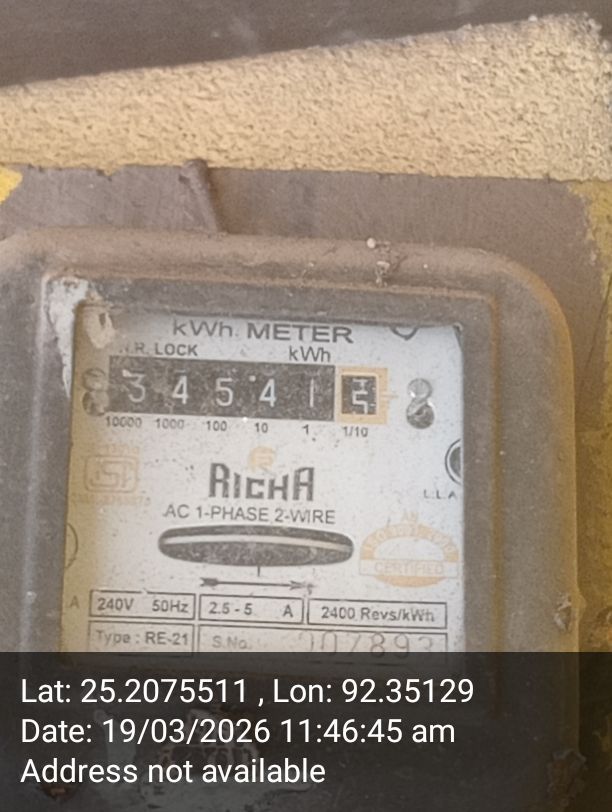 kWh METER
LOCK kWh
3 4 5 4 1 5
10000 1000 100 10 1 1/10
RICHA
AC 1-PHASE 2-WIRE
CERTIFIED
240V 50Hz 2.5 - 5 A 2400 Revs/kWh
Type : RE-21 S.No.
Lat: 25.2075511 , Lon: 92.35129
Date: 19/03/2026 11:46:45 am
Address not available